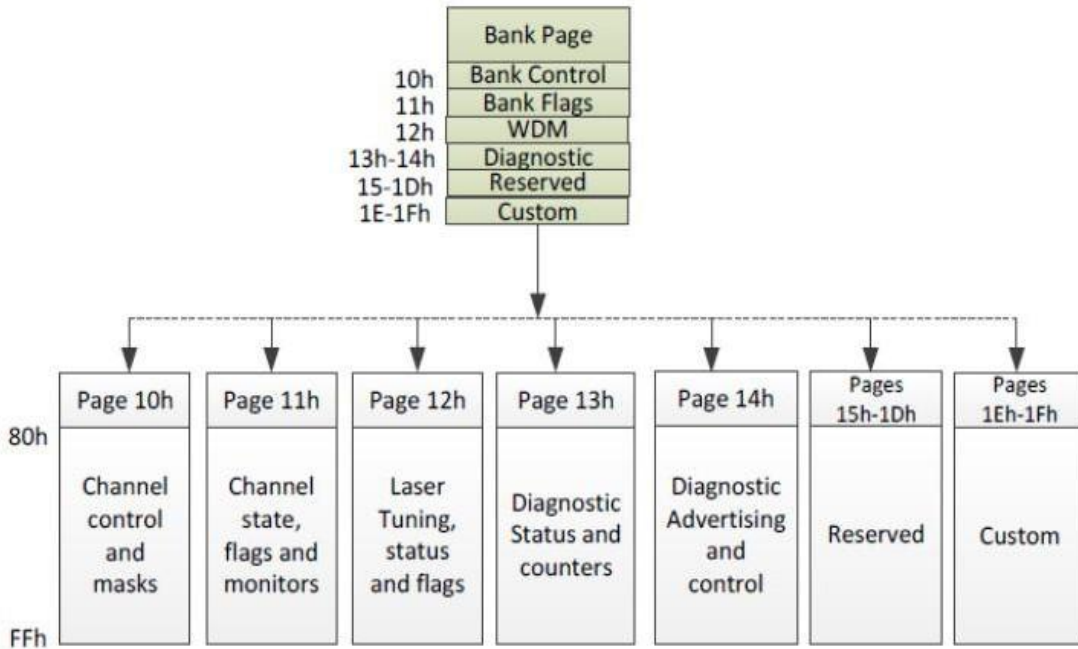 Bank Page
10h Bank Control
11h Bank Flags
12h WDM
13h-14h Diagnostic
15-1Dh Reserved
1E-1Fh Custom
Page 10h
Page 11h
Page 12h
Page 13h
Page 14h
Pages
15h-1Dh
Pages
1Eh-1Fh
80h
Channel
control
and
masks
Channel
state,
flags and
monitors
Laser
Tuning,
status
and flags
Diagnostic
Status and
counters
Diagnostic
Advertising
and
control
Reserved
Custom
FFh